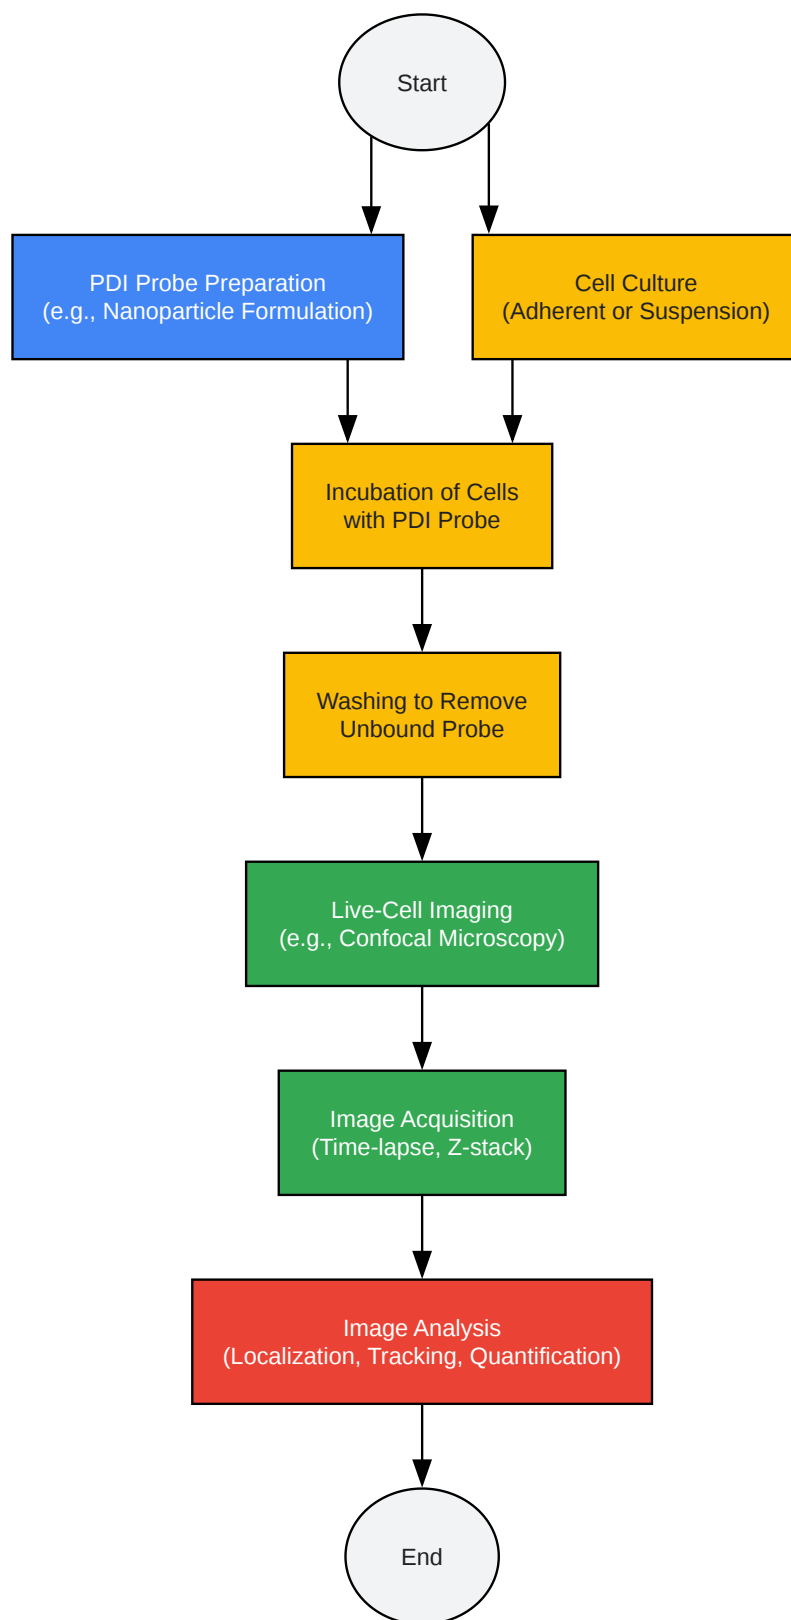 Start
PDI Probe Preparation
(e.g., Nanoparticle Formulation)
Cell Culture
(Adherent or Suspension)
Incubation of Cells
with PDI Probe
Washing to Remove
Unbound Probe
Live-Cell Imaging
(e.g., Confocal Microscopy)
Image Acquisition
(Time-lapse, Z-stack)
Image Analysis
(Localization, Tracking, Quantification)
End